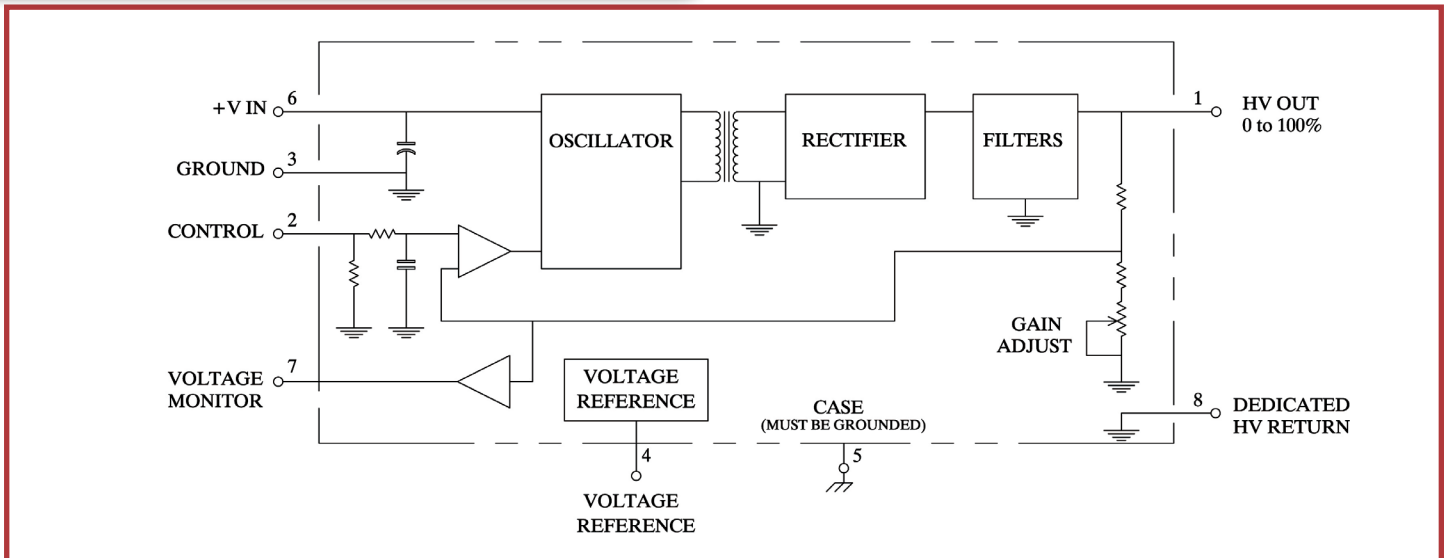 +V IN
6
GROUND
3
CONTROL
2
VOLTAGE
MONITOR
7
OSCILLATOR
RECTIFIER
FILTERS
1
HV OUT
0 to 100%
GAIN
ADJUST
8
DEDICATED
HV RETURN
VOLTAGE
REFERENCE
4
VOLTAGE
REFERENCE
CASE
(MUST BE GROUNDED)
5